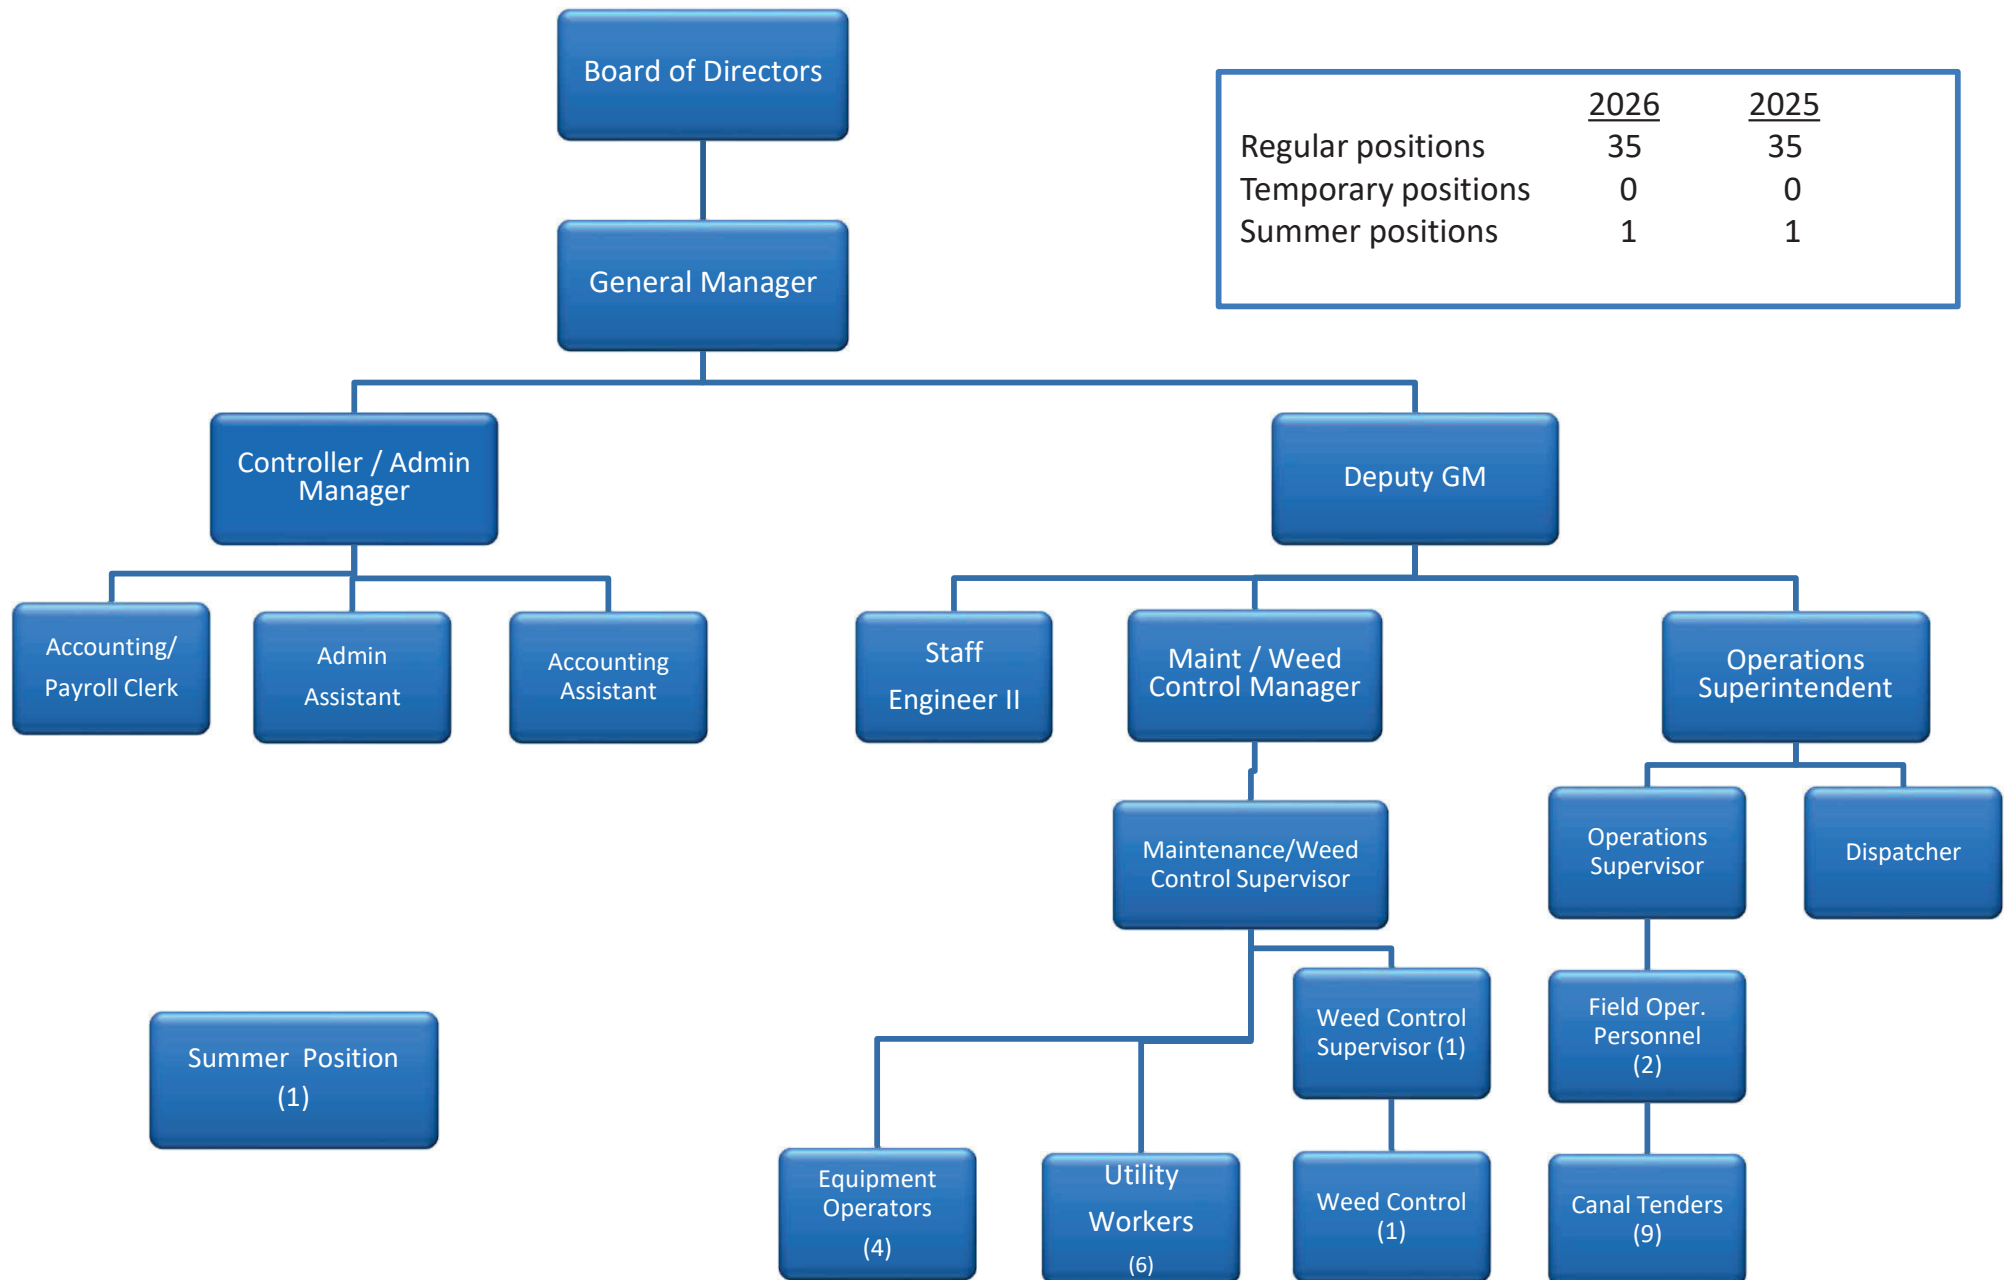 Board of Directors
2026 2025
Regular positions 35 35
Temporary positions 0 0
Summer positions 1 1
General Manager
Controller / Admin
Manager
Deputy GM
Accounting/
Payroll Clerk
Admin
Assistant
Accounting
Assistant
Staff
Engineer II
Maint / Weed
Control Manager
Operations
Superintendent
Maintenance/Weed
Control Supervisor
Operations
Supervisor
Dispatcher
Summer Position
(1)
Weed Control
Supervisor (1)
Field Oper.
Personnel
(2)
Equipment
Operators
(4)
Utility
Workers
(6)
Weed Control
(1)
Canal Tenders
(9)